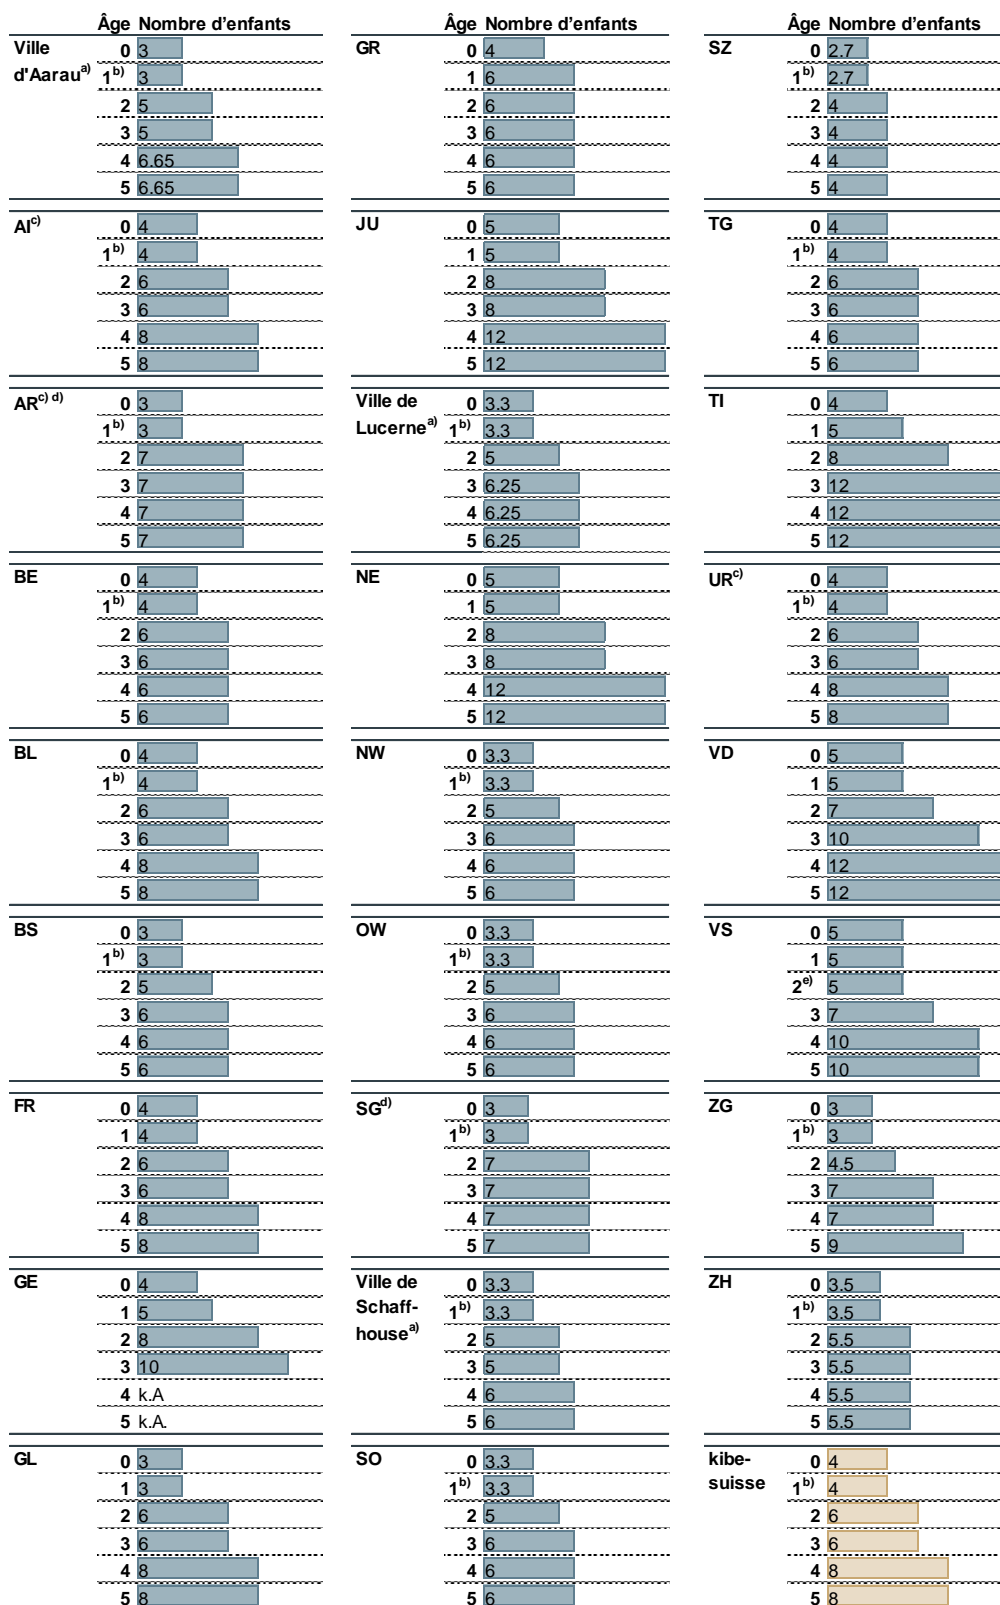 Âge Nombre d'enfants
Ville d'Aarau a)
0 3
1 b) 3
2 5
3 5
4 6.65
5 6.65
AI c)
0 4
1 b) 4
2 6
3 6
4 8
5 8
AR c) d)
0 3
1 b) 3
2 7
3 7
4 7
5 7
BE
0 4
1 b) 4
2 6
3 6
4 6
5 6
BL
0 4
1 b) 4
2 6
3 6
4 8
5 8
BS
0 3
1 b) 3
2 5
3 6
4 6
5 6
FR
0 4
1 4
2 6
3 6
4 8
5 8
GE
0 4
1 5
2 8
3 10
4 k.A
5 k.A.
GL
0 3
1 3
2 6
3 6
4 8
5 8
Âge Nombre d'enfants
GR
0 4
1 6
2 6
3 6
4 6
5 6
JU
0 5
1 5
2 8
3 8
4 12
5 12
Ville de Lucerne a)
0 3.3
1 b) 3.3
2 5
3 6.25
4 6.25
5 6.25
NE
0 5
1 5
2 8
3 8
4 12
5 12
NW
0 3.3
1 b) 3.3
2 5
3 6
4 6
5 6
OW
0 3.3
1 b) 3.3
2 5
3 6
4 6
5 6
SG d)
0 3
1 b) 3
2 7
3 7
4 7
5 7
Ville de Schaff-
house a)
0 3.3
1 b) 3.3
2 5
3 5
4 6
5 6
SO
0 3.3
1 b) 3.3
2 5
3 6
4 6
5 6
Âge Nombre d'enfants
SZ
0 2.7
1 b) 2.7
2 4
3 4
4 4
5 4
TG
0 4
1 b) 4
2 6
3 6
4 6
5 6
TI
0 4
1 5
2 8
3 12
4 12
5 12
UR c)
0 4
1 b) 4
2 6
3 6
4 8
5 8
VD
0 5
1 5
2 7
3 10
4 12
5 12
VS
0 5
1 5
2 e) 5
3 7
4 10
5 10
ZG
0 3
1 b) 3
2 4.5
3 7
4 7
5 9
ZH
0 3.5
1 b) 3.5
2 5.5
3 5.5
4 5.5
5 5.5
kibe-
suisse
0 4
1 b) 4
2 6
3 6
4 8
5 8